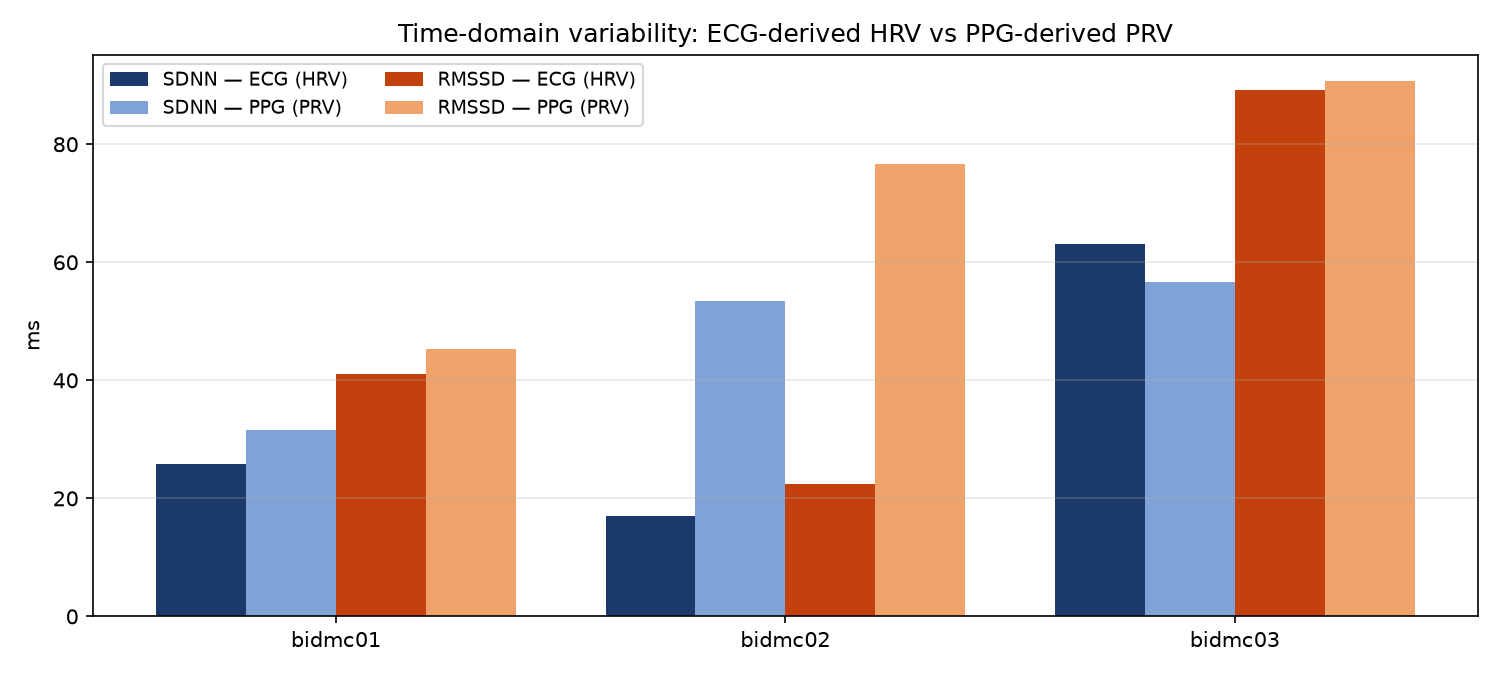 Time-domain variability: ECG-derived HRV vs PPG-derived PRV
SDNN — ECG (HRV)
SDNN — PPG (PRV)
RMSSD — ECG (HRV)
RMSSD — PPG (PRV)
ms
80
60
40
20
0
bidmc01
bidmc02
bidmc03